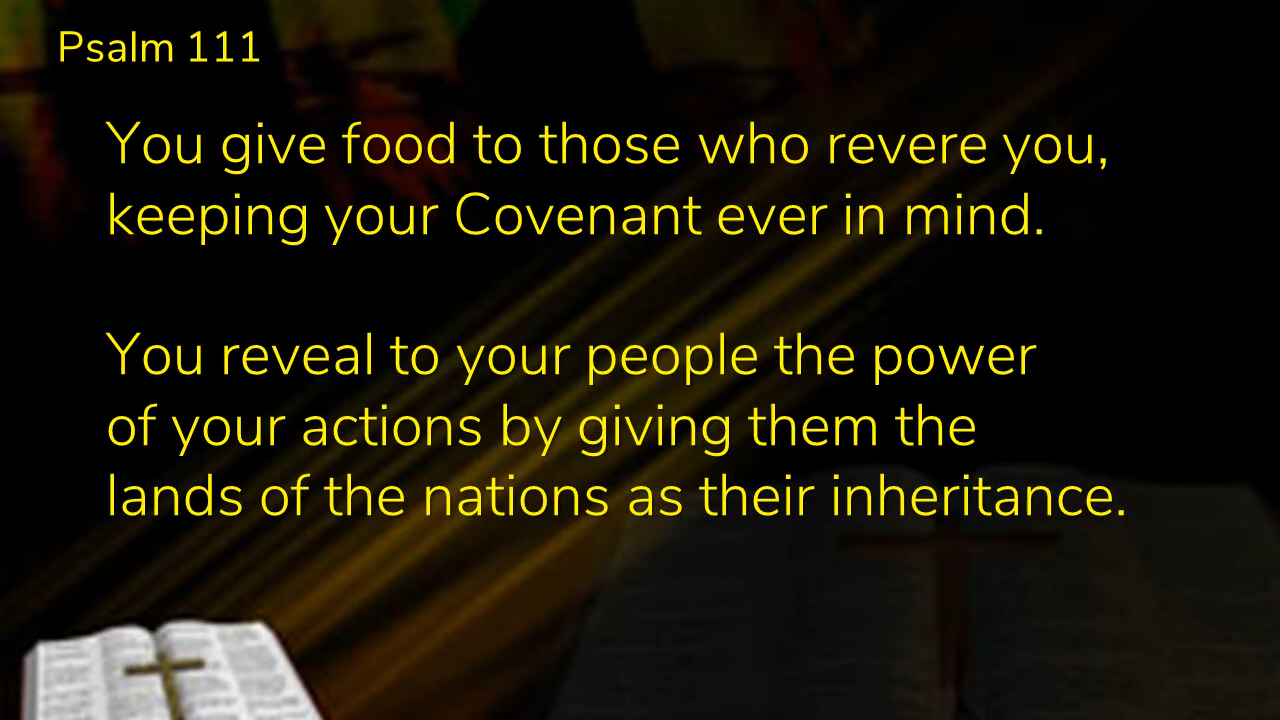 Psalm 111
You give food to those who revere you,
keeping your Covenant ever in mind.
You reveal to your people the power
of your actions by giving them the
lands of the nations as their inheritance.